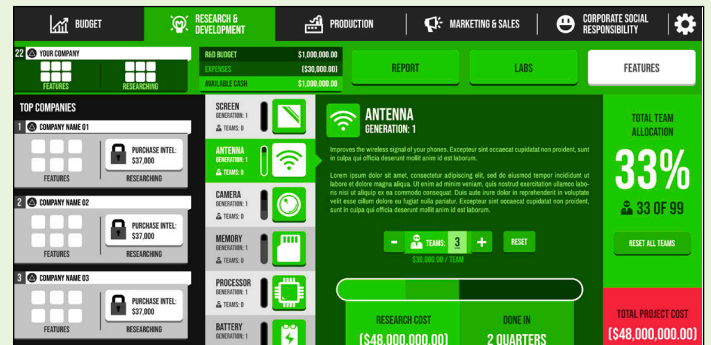 BUDGET
RESEARCH &
DEVELOPMENT
PRODUCTION
MARKETING & SALES
CORPORATE SOCIAL
RESPONSIBILITY
22 YOUR COMPANY
FEATURES
RESEARCHING
R&D BUDGET $1,000,000.00
EXPENSES ($30,000.00)
AVAILABLE CASH $1,000,000.00
REPORT
LABS
FEATURES
TOP COMPANIES
1 COMPANY NAME 01
PURCHASE INTEL:
$37,000
FEATURES
RESEARCHING
2 COMPANY NAME 02
PURCHASE INTEL:
$37,000
FEATURES
RESEARCHING
3 COMPANY NAME 03
PURCHASE INTEL:
$37,000
FEATURES
RESEARCHING
SCREEN
GENERATION: 1
TEAMS: 0
ANTENNA
GENERATION: 1
TEAMS: 0
CAMERA
GENERATION: 1
TEAMS: 0
MEMORY
GENERATION: 1
TEAMS: 0
PROCESSOR
GENERATION: 1
TEAMS: 0
BATTERY
GENERATION: 1
ANTENNA
GENERATION: 1
Improves the wireless signal of your phones. Excepteur sint occaecat cupidatat non proident, sunt
in culpa qui officia deserunt mollit anim id est laborum.
Lorem ipsum dolor sit amet, consectetur adipiscing elit, sed do eiusmod tempor incididunt ut
labore et dolore magna aliqua. Ut enim ad minim veniam, quis nostrud exercitation ullamco labo-
ris nisi ut aliquip ex ea commodo consequat. Duis aute irure dolor in reprehenderit in voluptate
velit esse cillum dolore eu fugiat nulla pariatur. Excepteur sint occaecat cupidatat non proident,
sunt in culpa qui officia deserunt mollit anim id est laborum.
- TEAMS: 3 + RESET
$30,000.00 / TEAM
RESEARCH COST
($48,000,000.00)
DONE IN
2 QUARTERS
TOTAL TEAM
ALLOCATION
33%
33 OF 99
RESET ALL TEAMS
TOTAL PROJECT COST
($48,000,000.00)